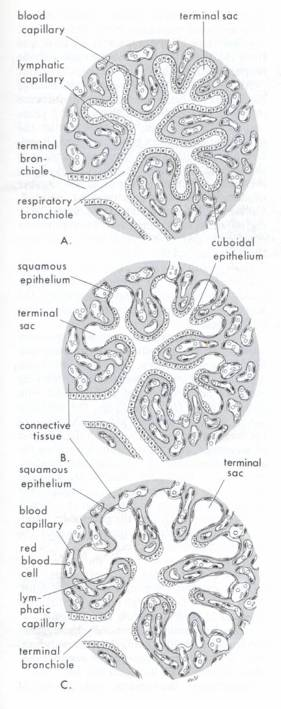 blood
capillary
terminal sac
lymphatic
capillary
terminal
bron-
chiole
respiratory
bronchiole
A.
cuboidal
epithelium
squamous
epithelium
terminal
sac
connective
tissue
B.
squamous
epithelium
terminal
sac
blood
capillary
red
blood
cell
lym-
phatic
capillary
terminal
bronchiole
C.